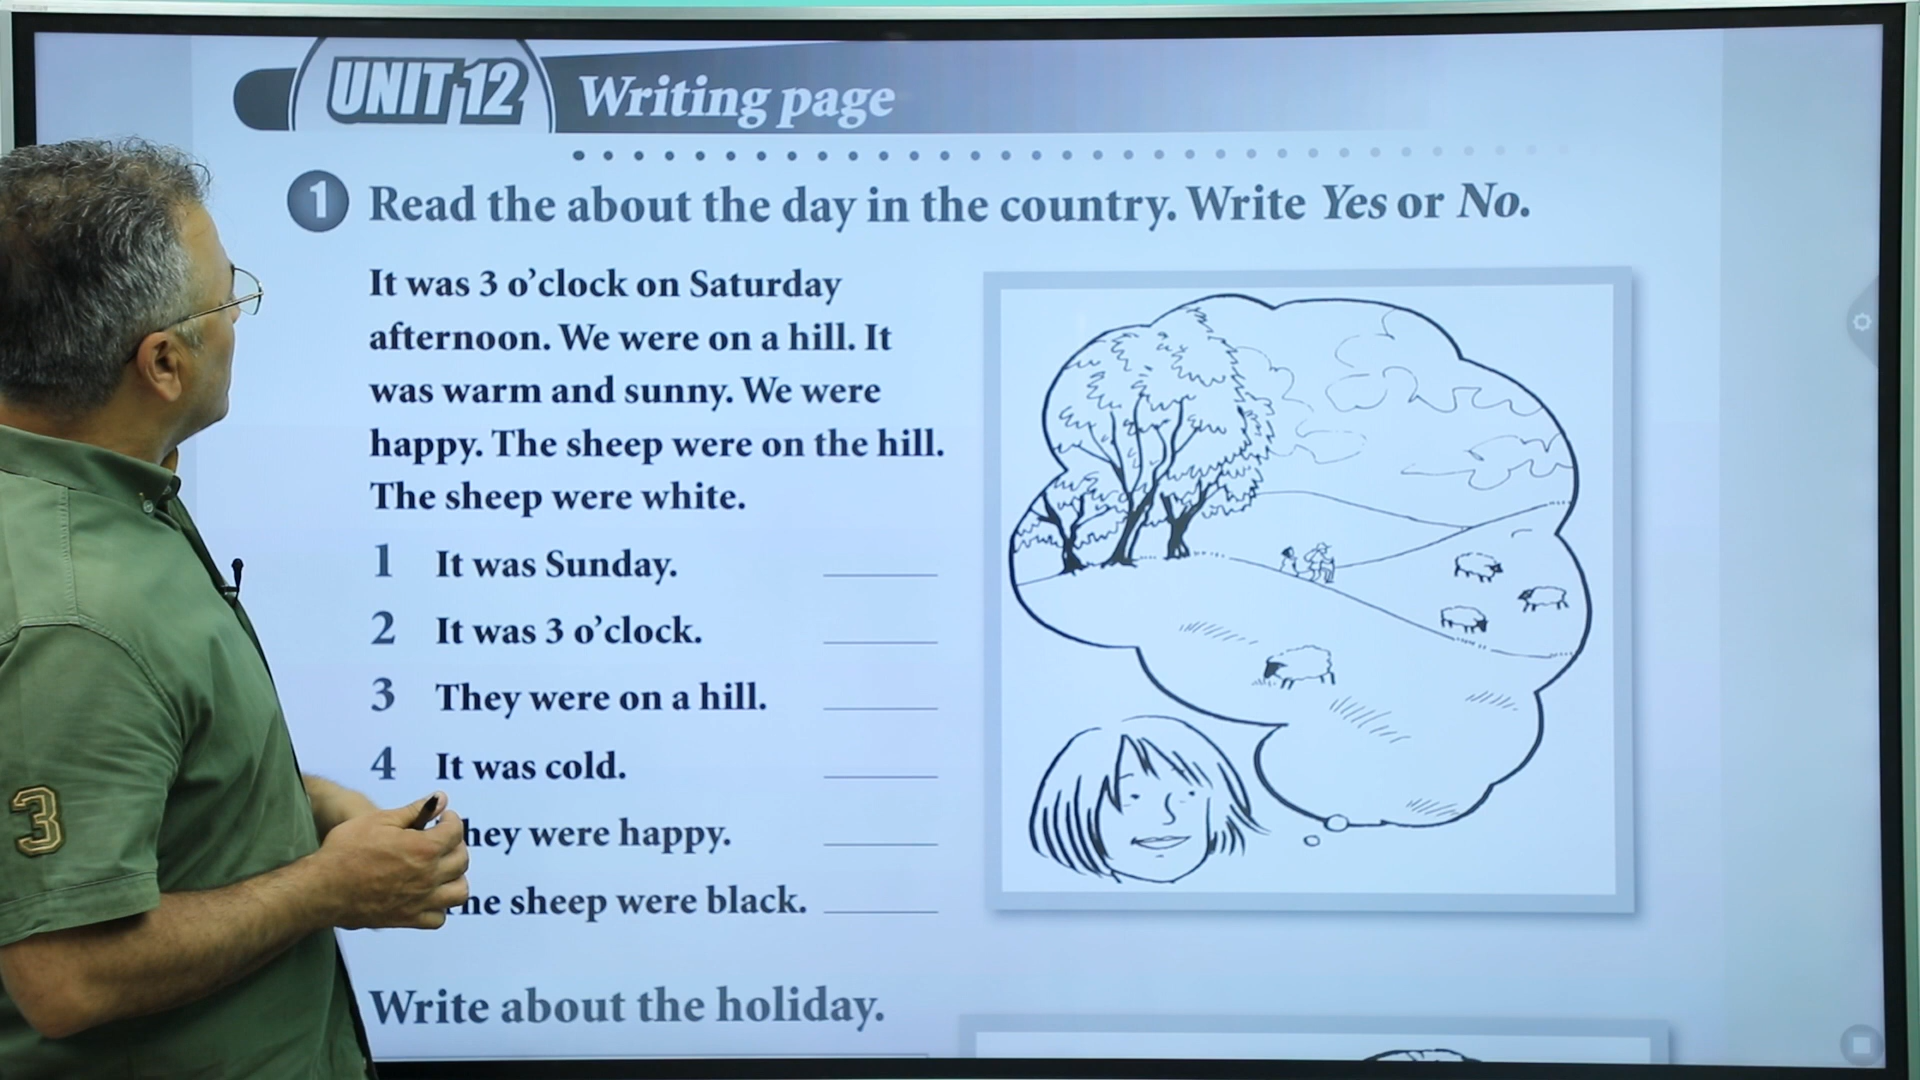 UNIT 12 Writing page
1 Read the about the day in the country. Write Yes or No.
It was 3 o'clock on Saturday
afternoon. We were on a hill. It
was warm and sunny. We were
happy. The sheep were on the hill.
The sheep were white.
1 It was Sunday.
2 It was 3 o'clock.
3 They were on a hill.
4 It was cold.
hey were happy.
he sheep were black.
Write about the holiday.
3